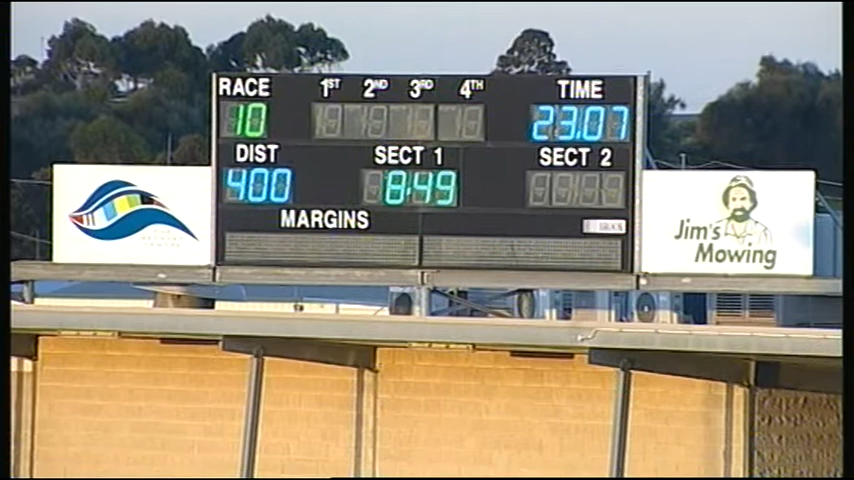 RACE 1ST 2ND 3RD 4TH TIME
10 23.07
DIST SECT 1 SECT 2
400 8.49
MARGINS
Jim's
Mowing